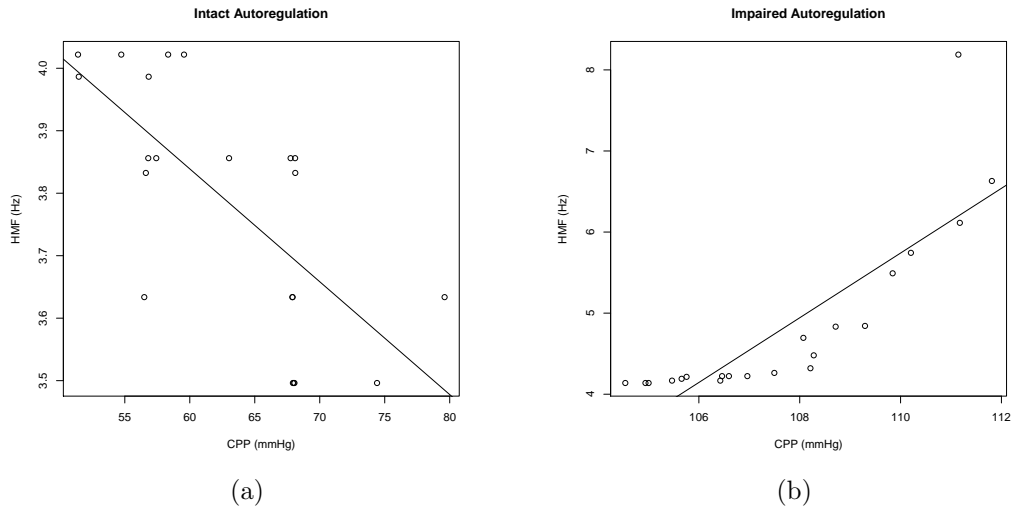 Intact Autoregulation
4.0
3.9
3.8
3.7
3.6
3.5
HMF (Hz)
55 60 65 70 75 80
CPP (mmHg)
(a)
Impaired Autoregulation
8
7
6
5
4
HMF (Hz)
106 108 110 112
CPP (mmHg)
(b)